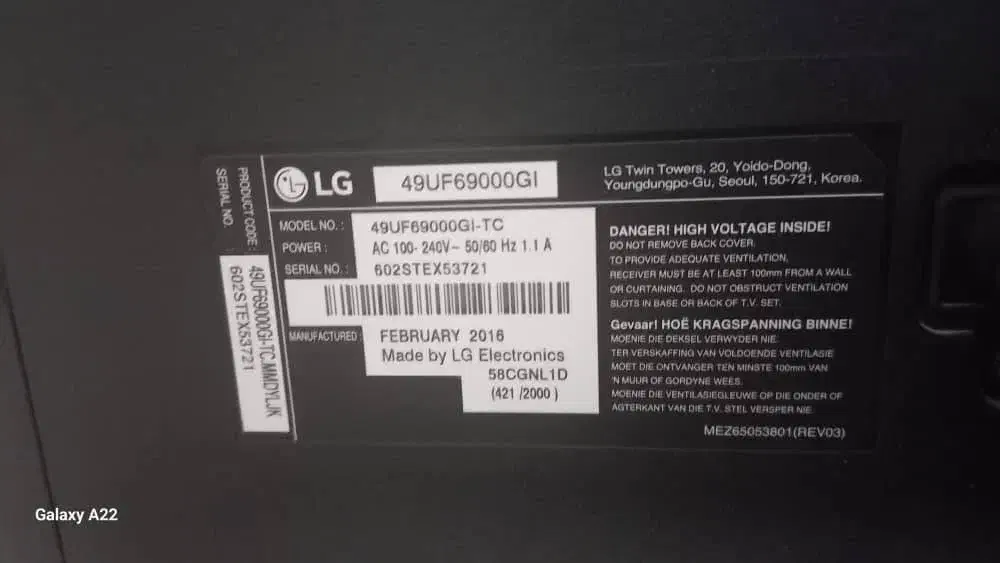 PRODUCT CODE :
SERIAL NO. :
49UF69000GI-TC.MMDYLJK
602STEX53721
LG
49UF69000GI
LG Twin Towers, 20, Yoido-Dong,
Youngdungpo-Gu, Seoul, 150-721, Korea.
MODEL NO. : 49UF69000GI-TC
POWER : AC 100- 240V~ 50/60 Hz 1.1 A
SERIAL NO. : 602STEX53721
MANUFACTURED : FEBRUARY 2016
Made by LG Electronics
58CGNL1D
(421 /2000 )
DANGER! HIGH VOLTAGE INSIDE!
DO NOT REMOVE BACK COVER.
TO PROVIDE ADEQUATE VENTILATION,
RECEIVER MUST BE AT LEAST 100mm FROM A WALL
OR CURTAINING. DO NOT OBSTRUCT VENTILATION
SLOTS IN BASE OR BACK OF T.V. SET.
Gevaar! HOË KRAGSPANNING BINNE!
MOENIE DIE DEKSEL VERWYDER NIE.
TER VERSKAFFING VAN VOLDOENDE VENTILASIE
MOET DIE ONTVANGER TEN MINSTE 100mm VAN
'N MUUR OF GORDYNE WEES.
MOENIE DIE VENTILASIEGLEUWE OP DIE ONDER OF
AGTERKANT VAN DIE T.V. STEL VERSPER NIE.
MEZ65053801(REV03)
Galaxy A22